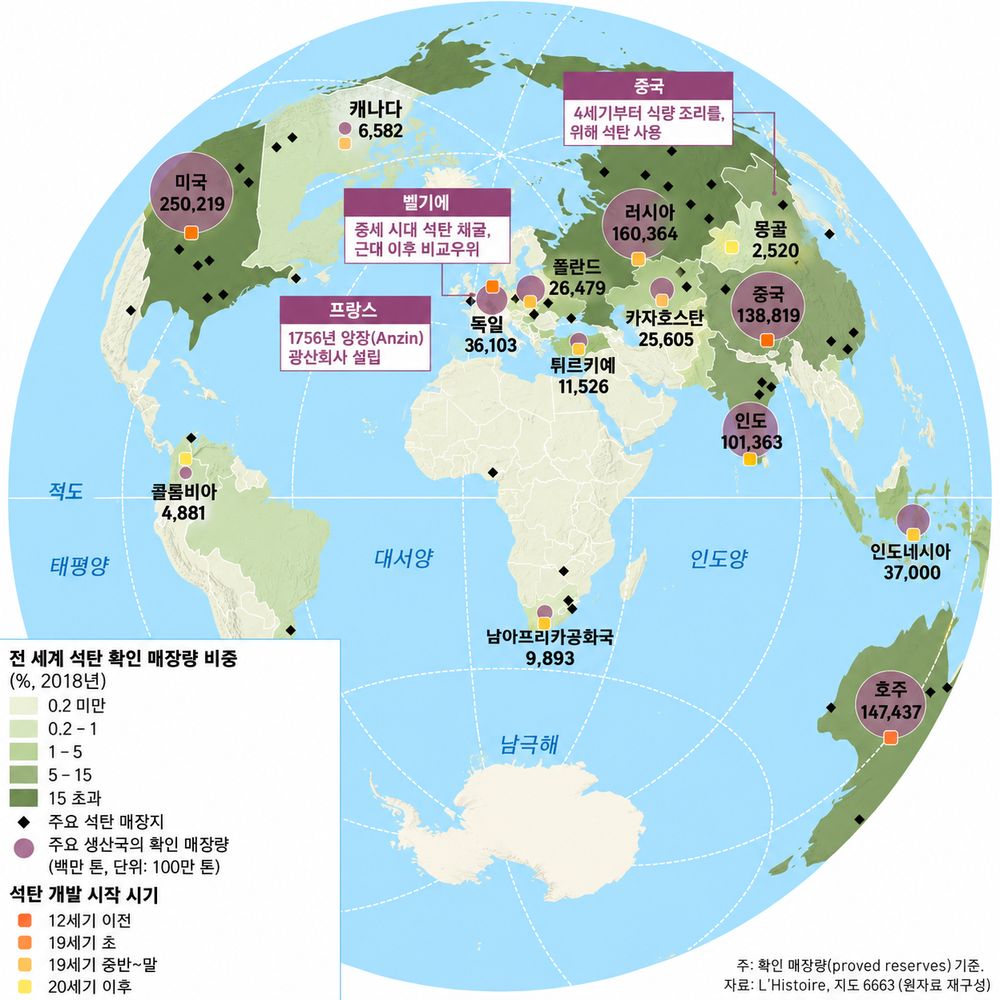 캐나다
6,582
중국
4세기부터 식량 조리를,
위해 석탄 사용
미국
250,219
벨기에
중세 시대 석탄 채굴,
근대 이후 비교우위
러시아
160,364
몽골
2,520
폴란드
26,479
중국
138,819
카자호스탄
25,605
프랑스
1756년 앙장(Anzin)
광산회사 설립
독일
36,103
튀르키예
11,526
인도
101,363
콜롬비아
4,881
적도
태평양
대서양
인도양
인도네시아
37,000
남아프리카공화국
9,893
호주
147,437
남극해
전 세계 석탄 확인 매장량 비중
(%, 2018년)
0.2 미만
0.2 – 1
1 – 5
5 – 15
15 초과
주요 석탄 매장지
주요 생산국의 확인 매장량
(백만 톤, 단위: 100만 톤)
석탄 개발 시작 시기
12세기 이전
19세기 초
19세기 중반~말
20세기 이후
주: 확인 매장량(proved reserves) 기준.
자료: L'Histoire, 지도 6663 (원자료 재구성)